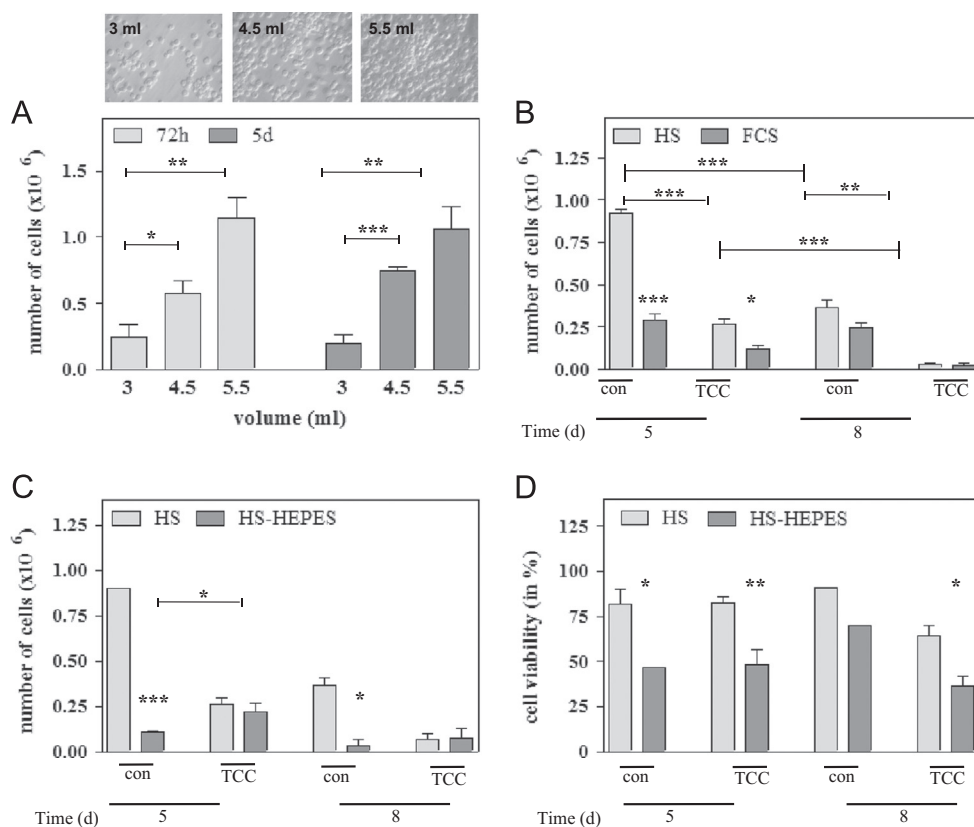 3 ml 4.5 ml 5.5 ml
A
72h 5d
number of cells (x10 6)
1.5
1.0
0.5
0.0
** **
* ***
3 4.5 5.5 3 4.5 5.5
volume (ml)
B
HS FCS
number of cells (x10 6)
1.25
1.00
0.75
0.50
0.25
0.00
***
*** **
***
*** *
con TCC con TCC
Time (d) 5 8
C
HS HS-HEPES
number of cells (x10 6)
1.25
1.00
0.75
0.50
0.25
0.00
*
*** *
con TCC con TCC
Time (d) 5 8
D
HS HS-HEPES
cell viability (in %)
125
100
75
50
25
0
* ** *
con TCC con TCC
Time (d) 5 8